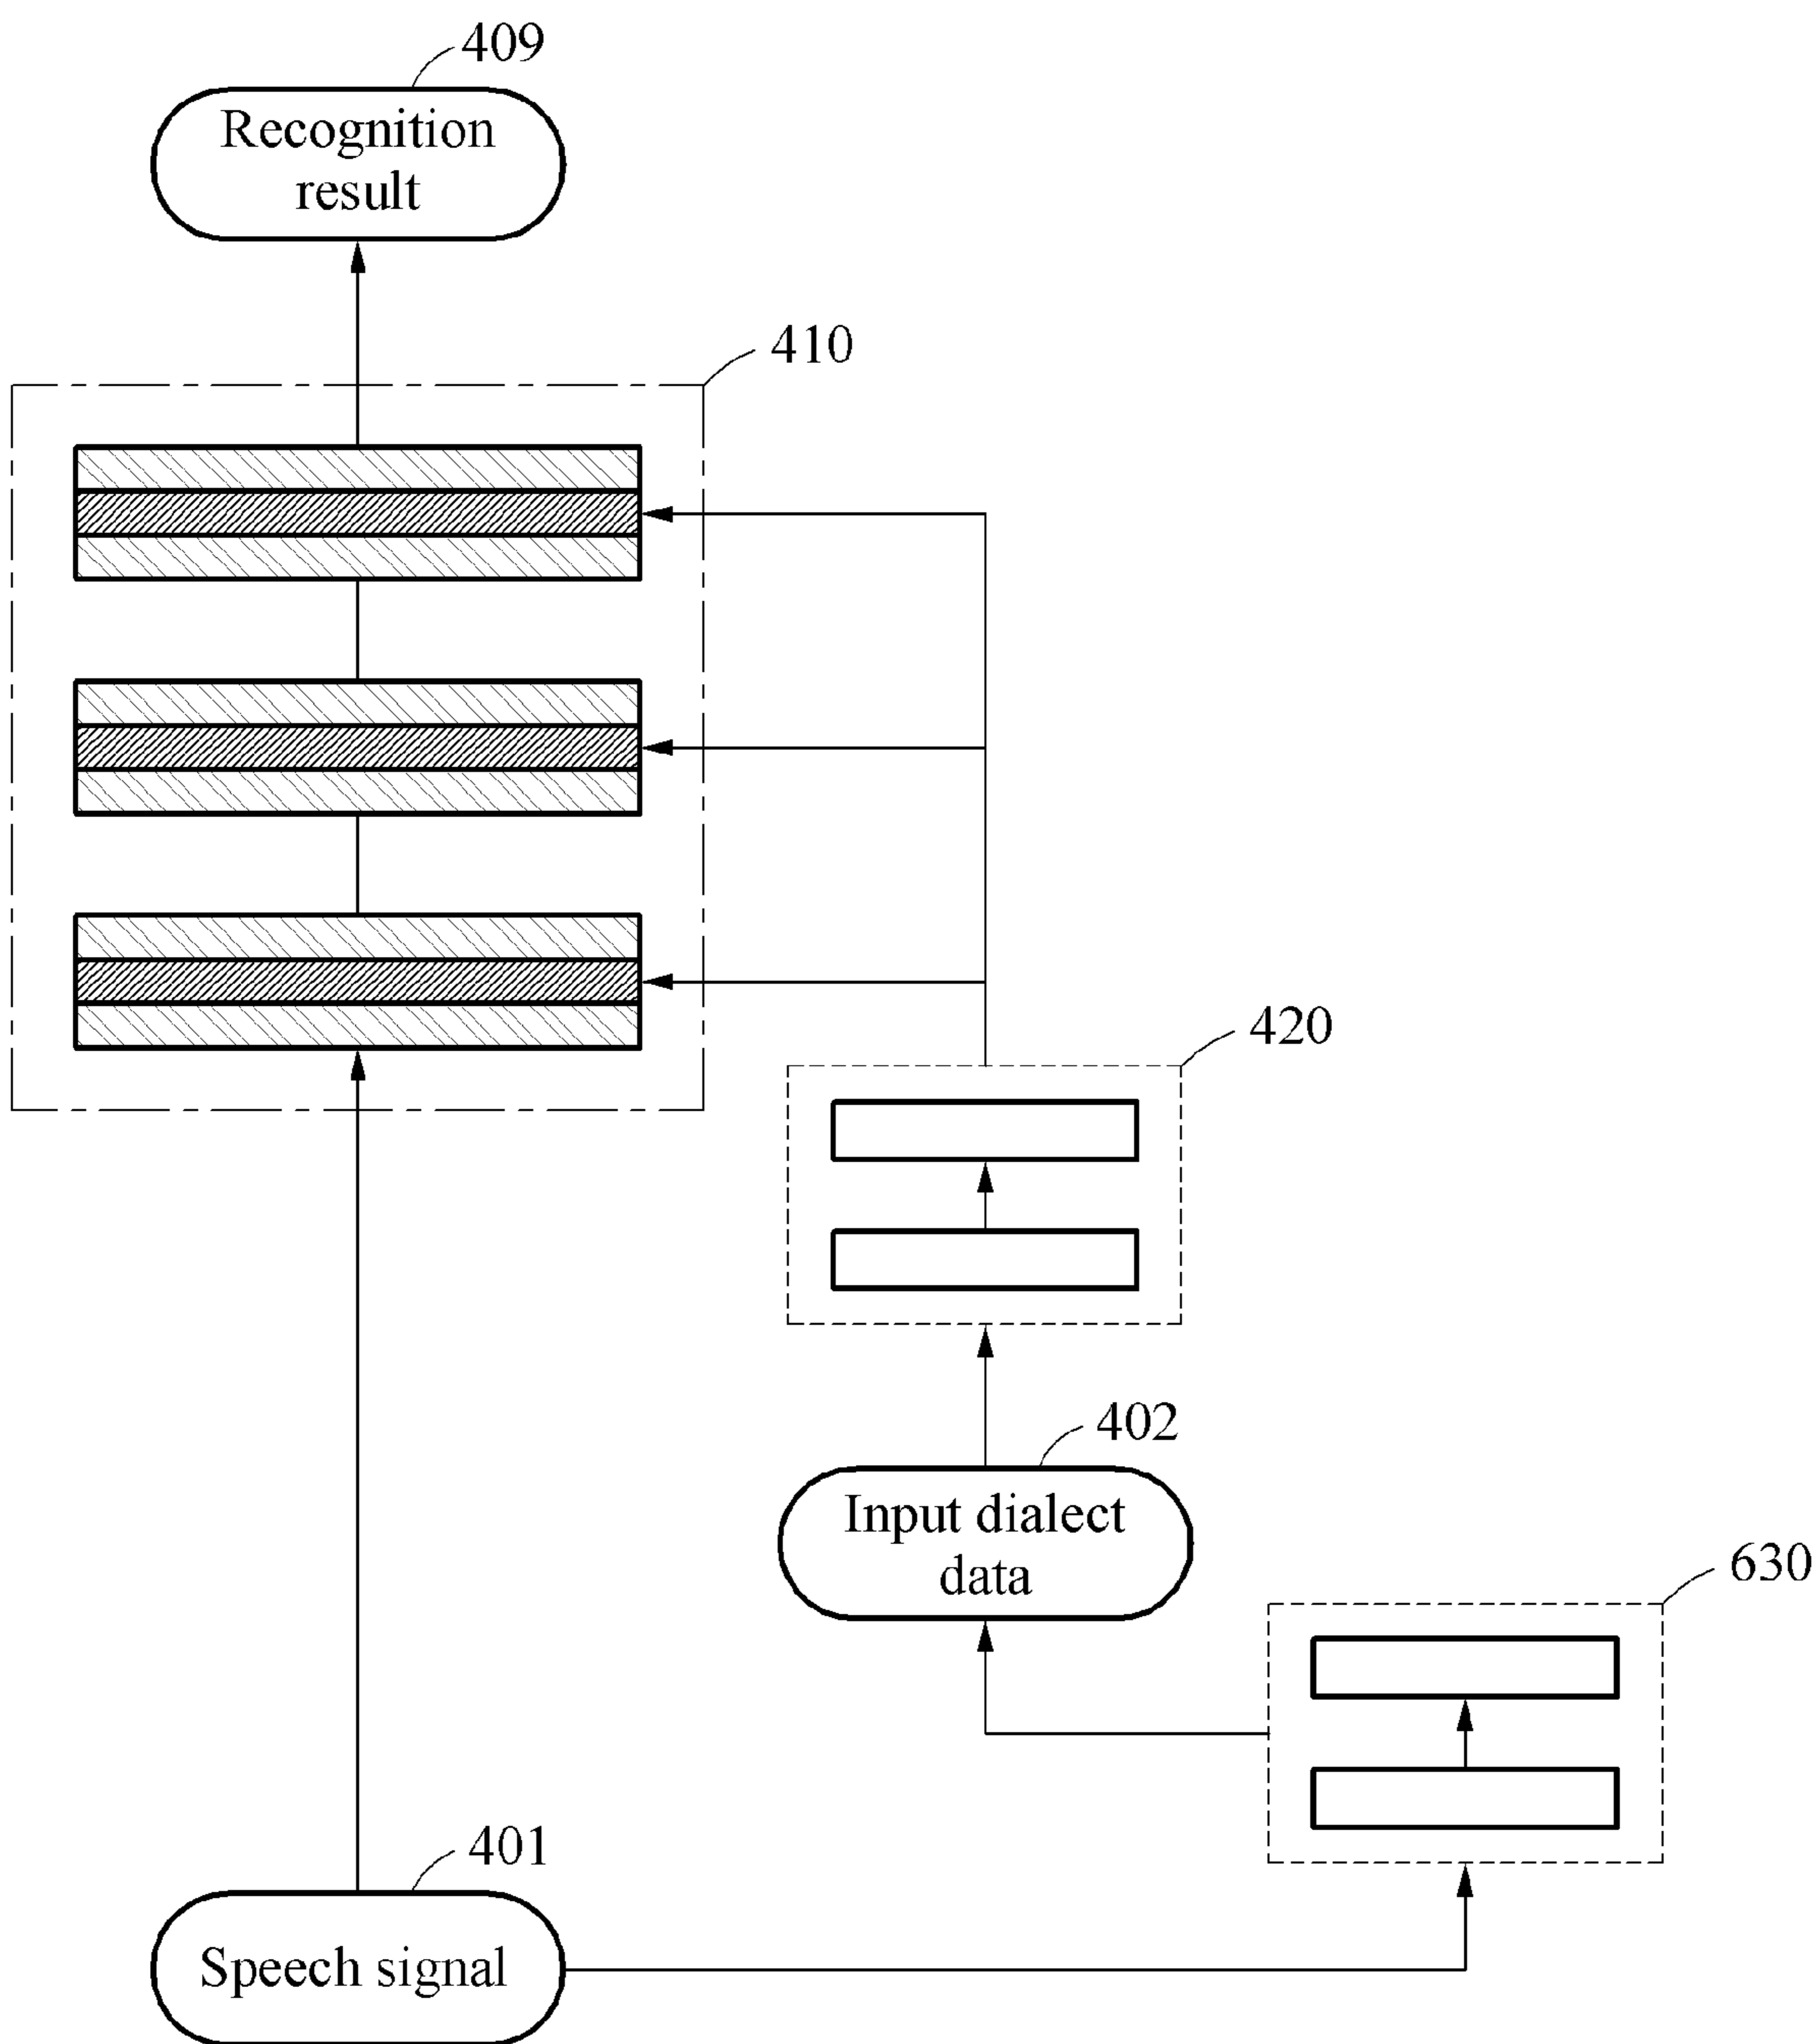 409
Recognition
result
410
420
402
Input dialect
data
630
401
Speech signal